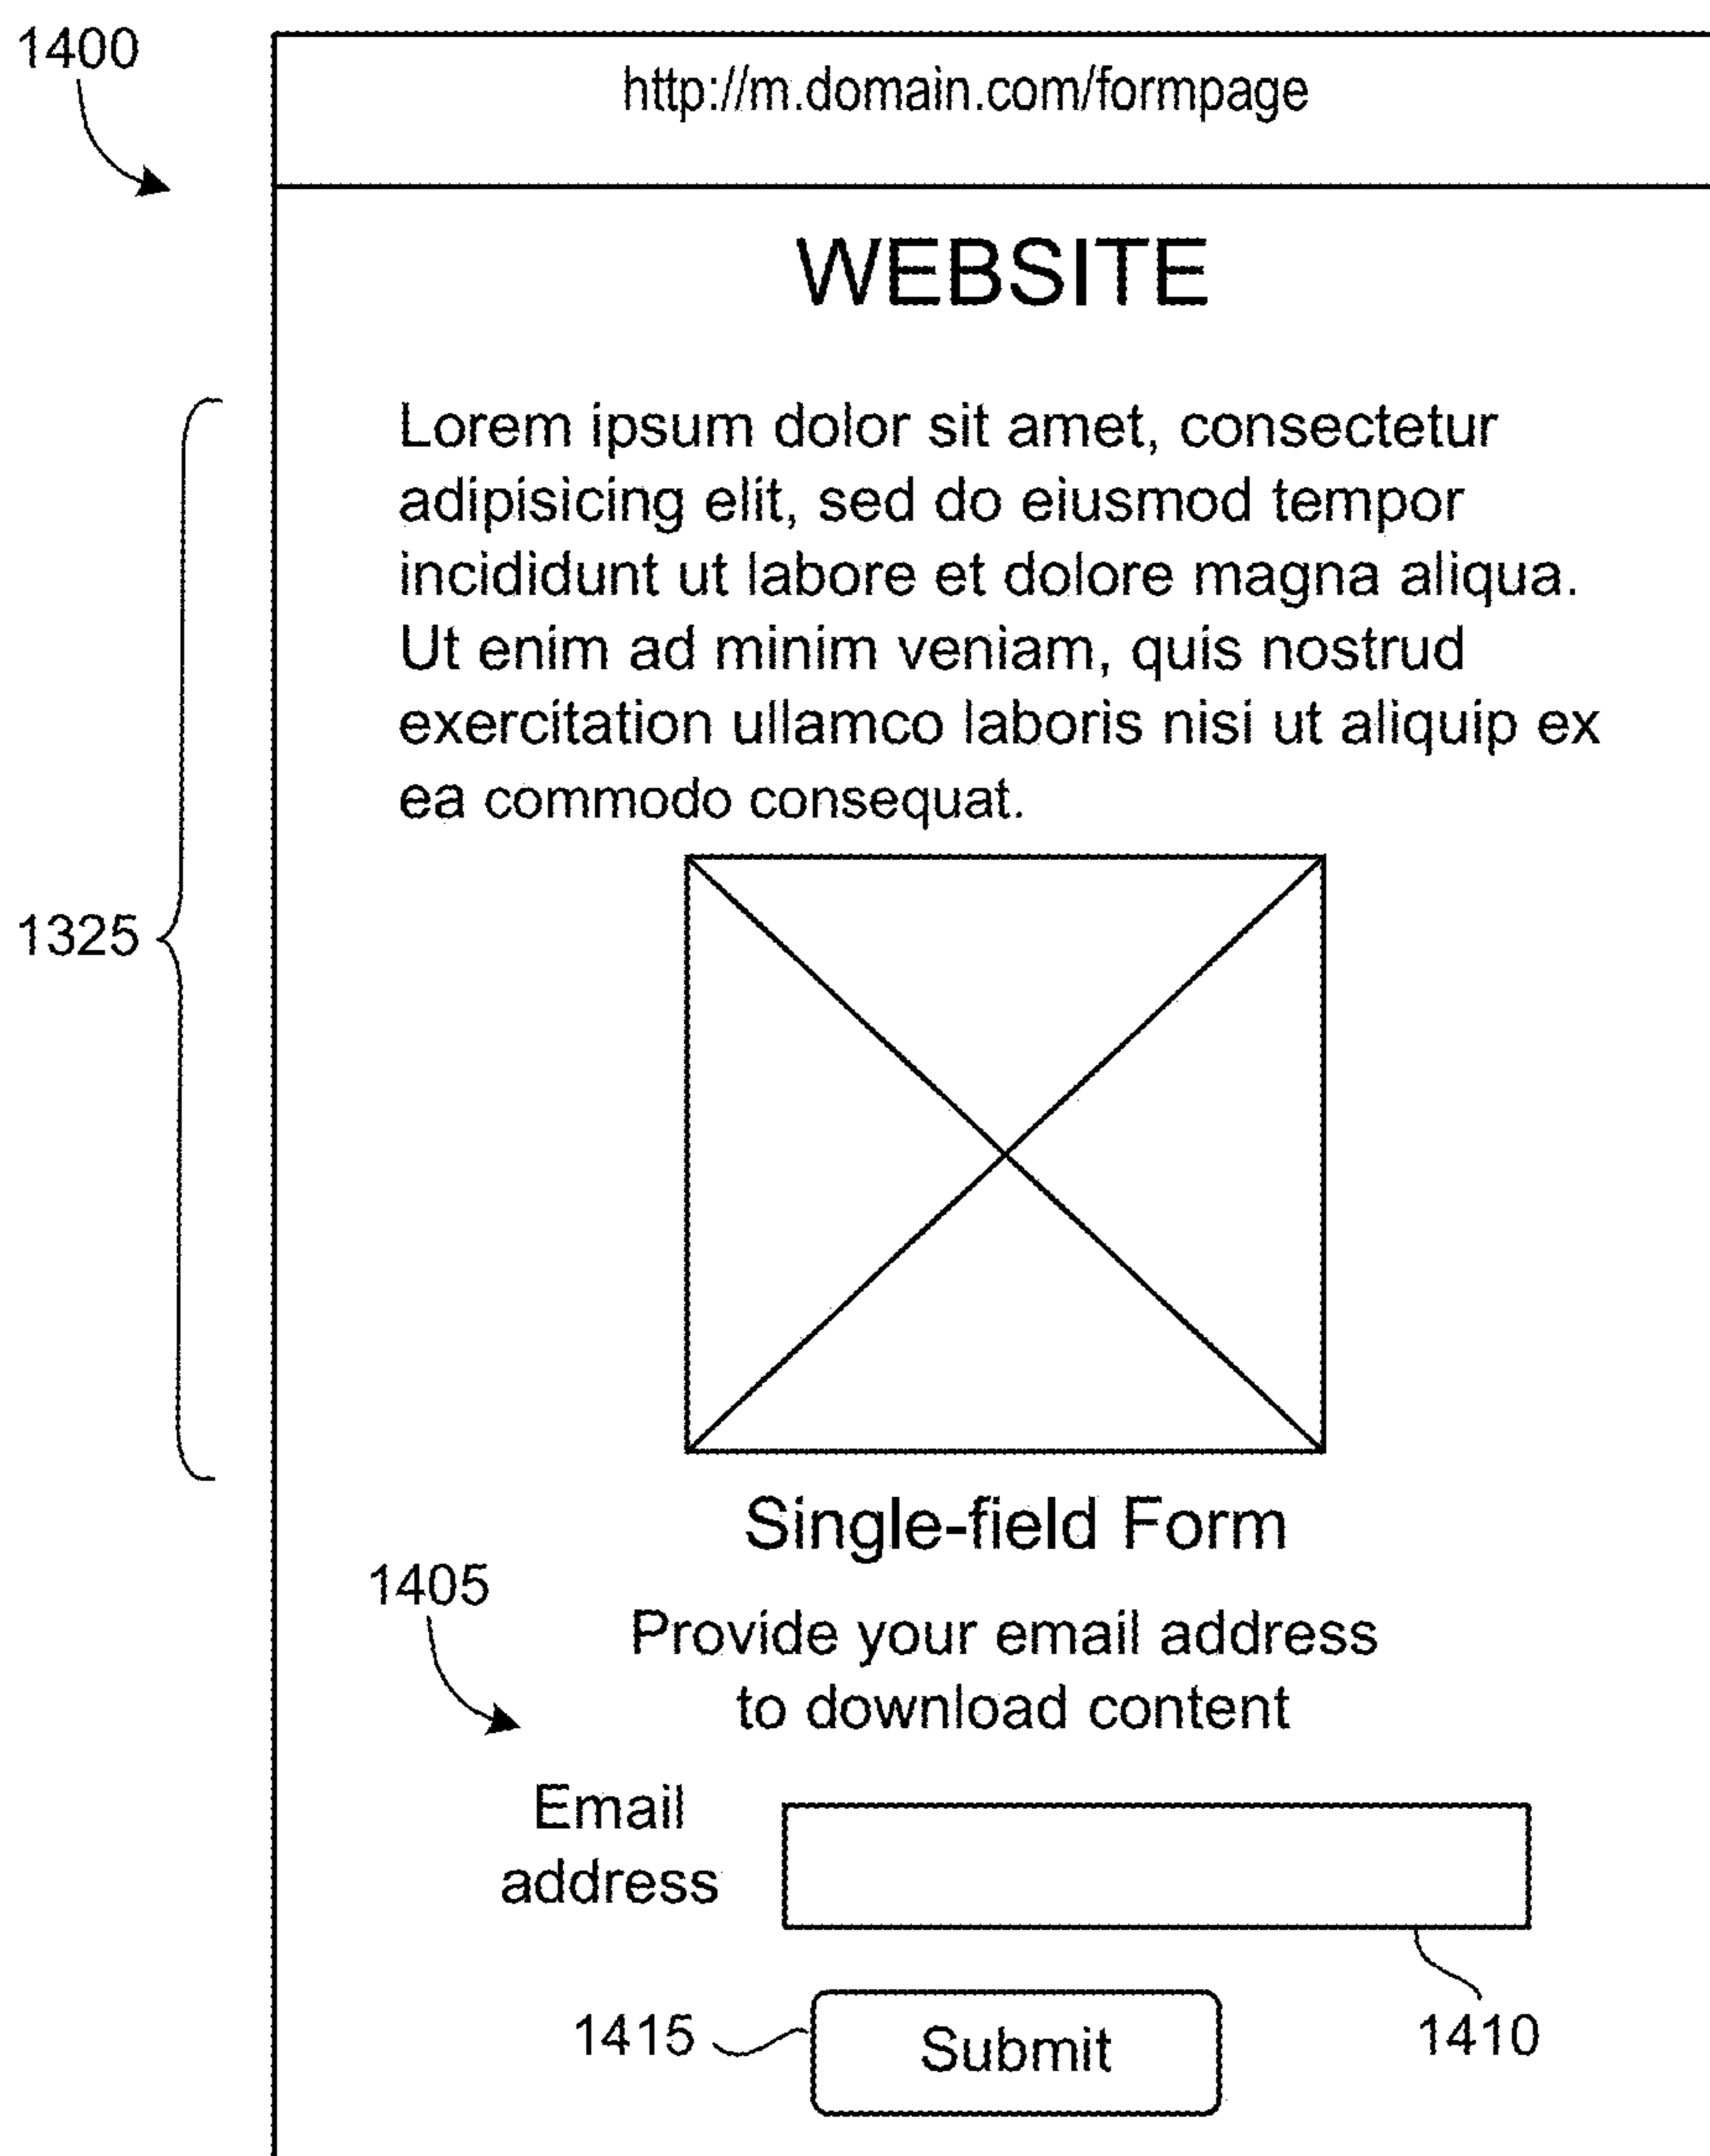 1400
http://m.domain.com/formpage
WEBSITE
Lorem ipsum dolor sit amet, consectetur
adipisicing elit, sed do eiusmod tempor
incididunt ut labore et dolore magna aliqua.
Ut enim ad minim veniam, quis nostrud
exercitation ullamco laboris nisi ut aliquip ex
ea commodo consequat.
1325
Single-field Form
1405
Provide your email address
to download content
Email
address
1415
Submit
1410